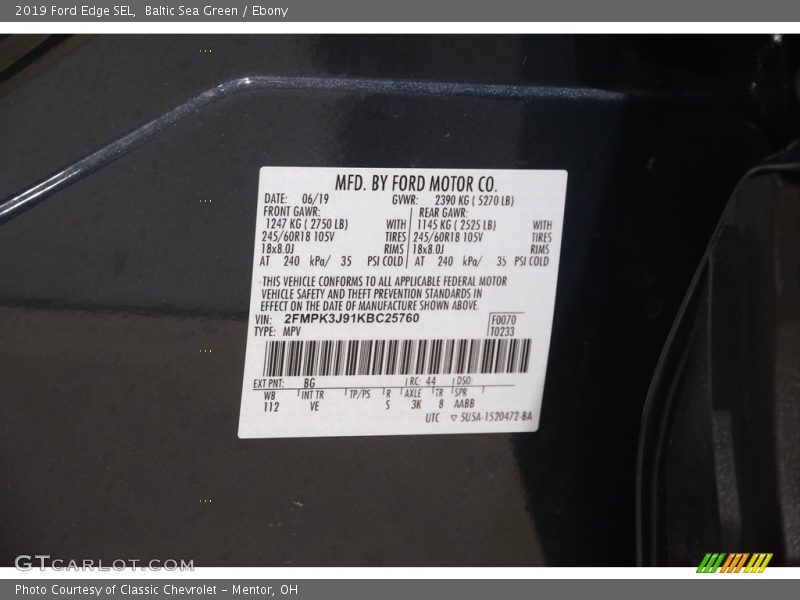 2019 Ford Edge SEL,  Baltic Sea Green / Ebony
MFD. BY FORD MOTOR CO.
DATE: 06/19 GVWR: 2390 KG ( 5270 LB)
FRONT GAWR: REAR GAWR:
1247 KG ( 2750 LB) WITH 1145 KG ( 2525 LB) WITH
245/60R18 105V TIRES 245/60R18 105V TIRES
18x8.0J RIMS 18x8.0J RIMS
AT 240 kPa/ 35 PSI COLD AT 240 kPa/ 35 PSI COLD
THIS VEHICLE CONFORMS TO ALL APPLICABLE FEDERAL MOTOR
VEHICLE SAFETY AND THEFT PREVENTION STANDARDS IN
EFFECT ON THE DATE OF MANUFACTURE SHOWN ABOVE.
VIN: 2FMPK3J91KBC25760 F0070
TYPE: MPV T0233
EXT PNT: BG RC: 44 DSO:
WB INT TR TP/PS R AXLE TR SPR
112 VE S 3K 8 AABB
UTC ▽ 5U5A-1520472-BA
GTCARLOT.COM
Photo Courtesy of Classic Chevrolet - Mentor, OH